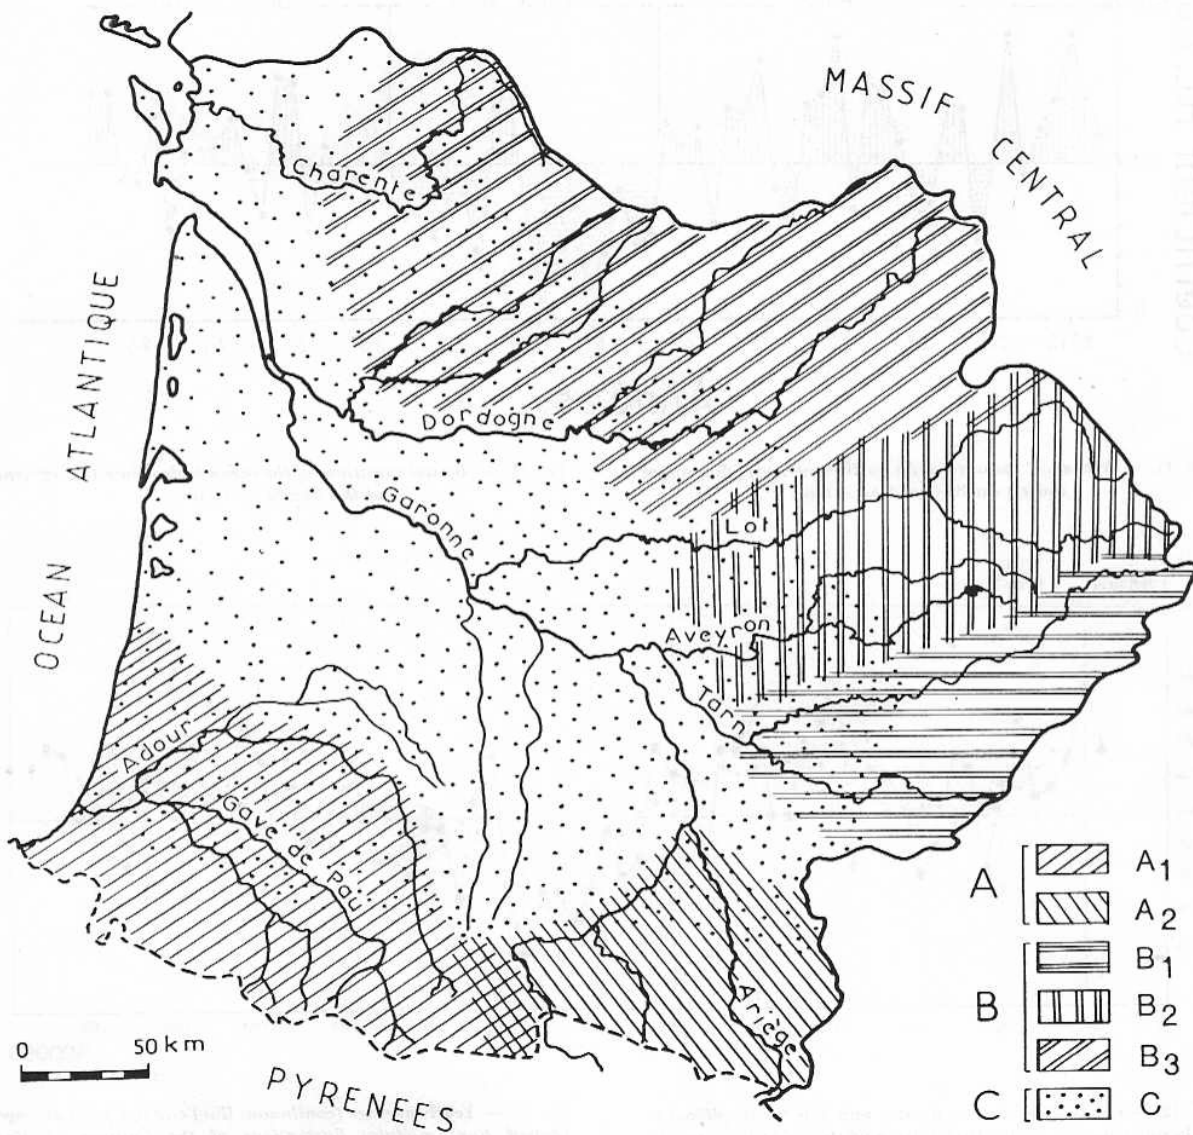 MASSIF CENTRAL
Charente
OCEAN ATLANTIQUE
Dordogne
Garonne
Lot
Aveyron
Tarn
Adour
Gave de Pau
Ariège
PYRENEES
0 50 km
A
A1
A2
B
B1
B2
B3
C
C